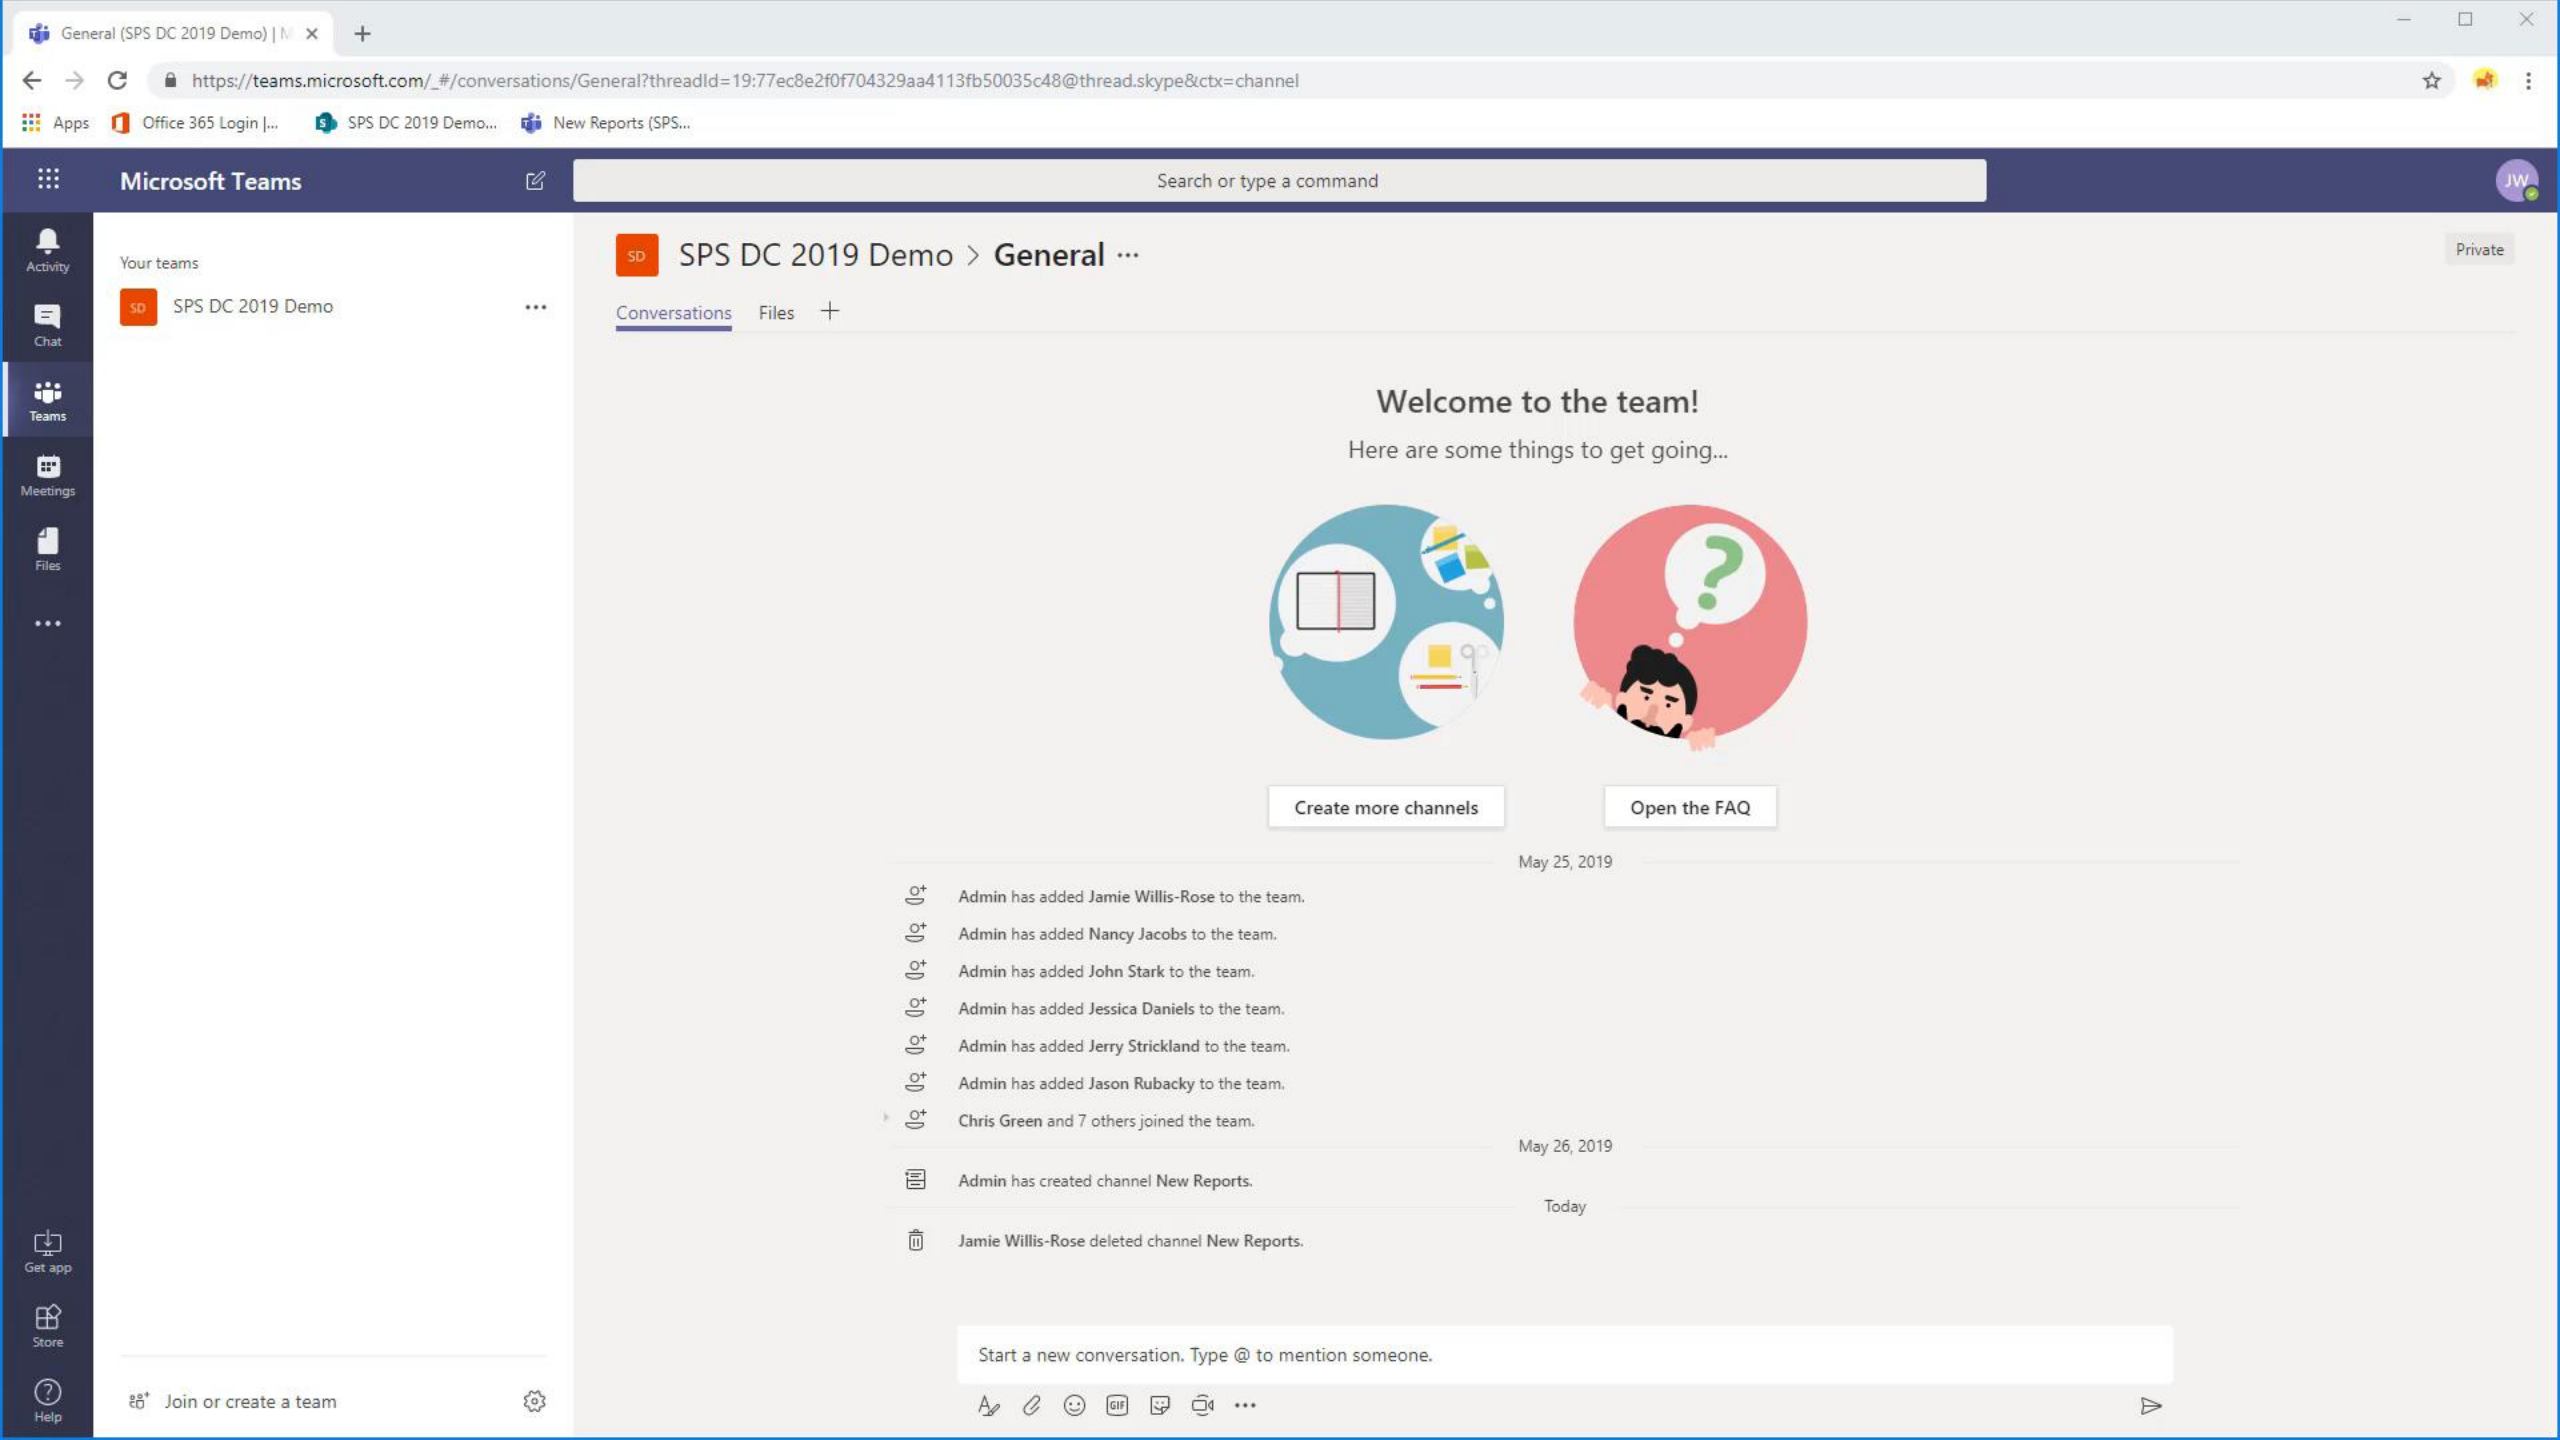 General (SPS DC 2019 Demo) | M
https://teams.microsoft.com/_#/conversations/General?threadId=19:77ec8e2f0f704329aa4113fb50035c48@thread.skype&ctx=channel
Apps Office 365 Login |... SPS DC 2019 Demo... New Reports (SPS...
Microsoft Teams
Search or type a command
JW
Activity
Chat
Teams
Meetings
Files
Get app
Store
Help
Your teams
SD SPS DC 2019 Demo
Join or create a team
SD SPS DC 2019 Demo > General
Private
Conversations Files
Welcome to the team!
Here are some things to get going...
?
Create more channels Open the FAQ
May 25, 2019
Admin has added Jamie Willis-Rose to the team.
Admin has added Nancy Jacobs to the team.
Admin has added John Stark to the team.
Admin has added Jessica Daniels to the team.
Admin has added Jerry Strickland to the team.
Admin has added Jason Rubacky to the team.
Chris Green and 7 others joined the team.
May 26, 2019
Admin has created channel New Reports.
Today
Jamie Willis-Rose deleted channel New Reports.
Start a new conversation. Type @ to mention someone.
GIF